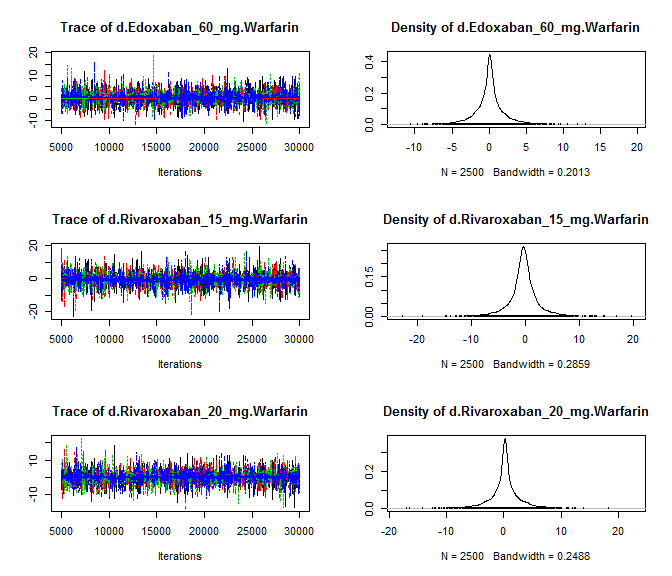 Trace of d.Edoxaban_60_mg.Warfarin
20
10
0
-10
5000 10000 15000 20000 25000 30000
Iterations
Density of d.Edoxaban_60_mg.Warfarin
0.4
0.2
0.0
-10 -5 0 5 10 15 20
N = 2500 Bandwidth = 0.2013
Trace of d.Rivaroxaban_15_mg.Warfarin
20
0
-20
5000 10000 15000 20000 25000 30000
Iterations
Density of d.Rivaroxaban_15_mg.Warfarin
0.15
0.00
-20 -10 0 10 20
N = 2500 Bandwidth = 0.2859
Trace of d.Rivaroxaban_20_mg.Warfarin
10
0
-10
5000 10000 15000 20000 25000 30000
Iterations
Density of d.Rivaroxaban_20_mg.Warfarin
0.2
0.0
-20 -10 0 10 20
N = 2500 Bandwidth = 0.2488